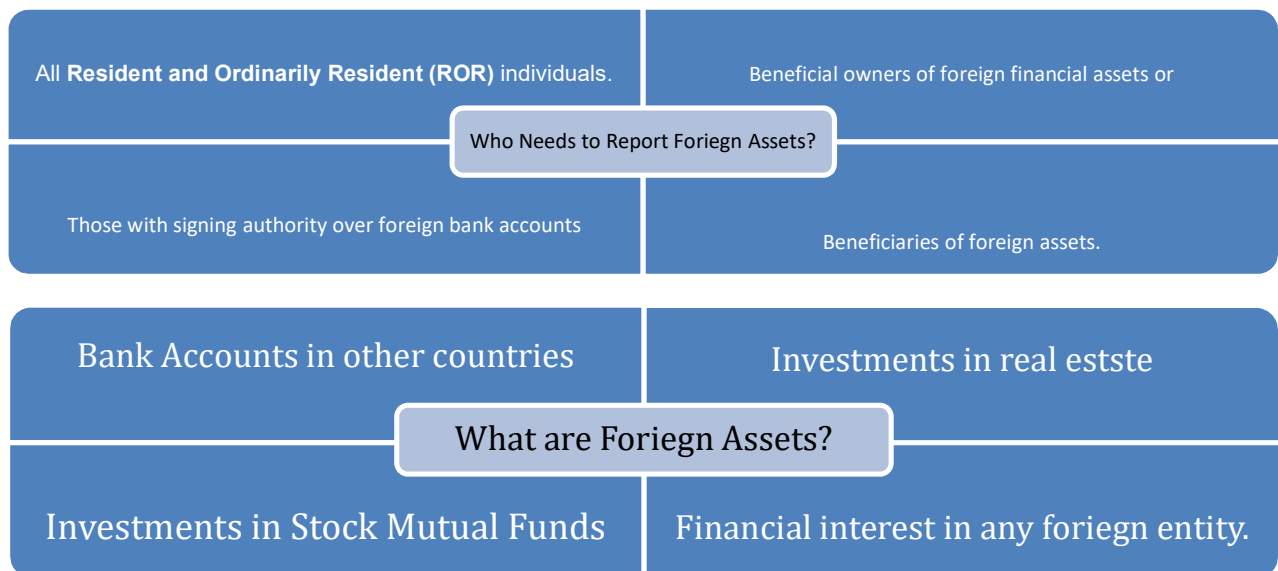 All Resident and Ordinarily Resident (ROR) individuals.
Beneficial owners of foreign financial assets or
Who Needs to Report Foriegn Assets?
Those with signing authority over foreign bank accounts
Beneficiaries of foreign assets.
Bank Accounts in other countries
Investments in real estste
What are Foriegn Assets?
Investments in Stock Mutual Funds
Financial interest in any foriegn entity.